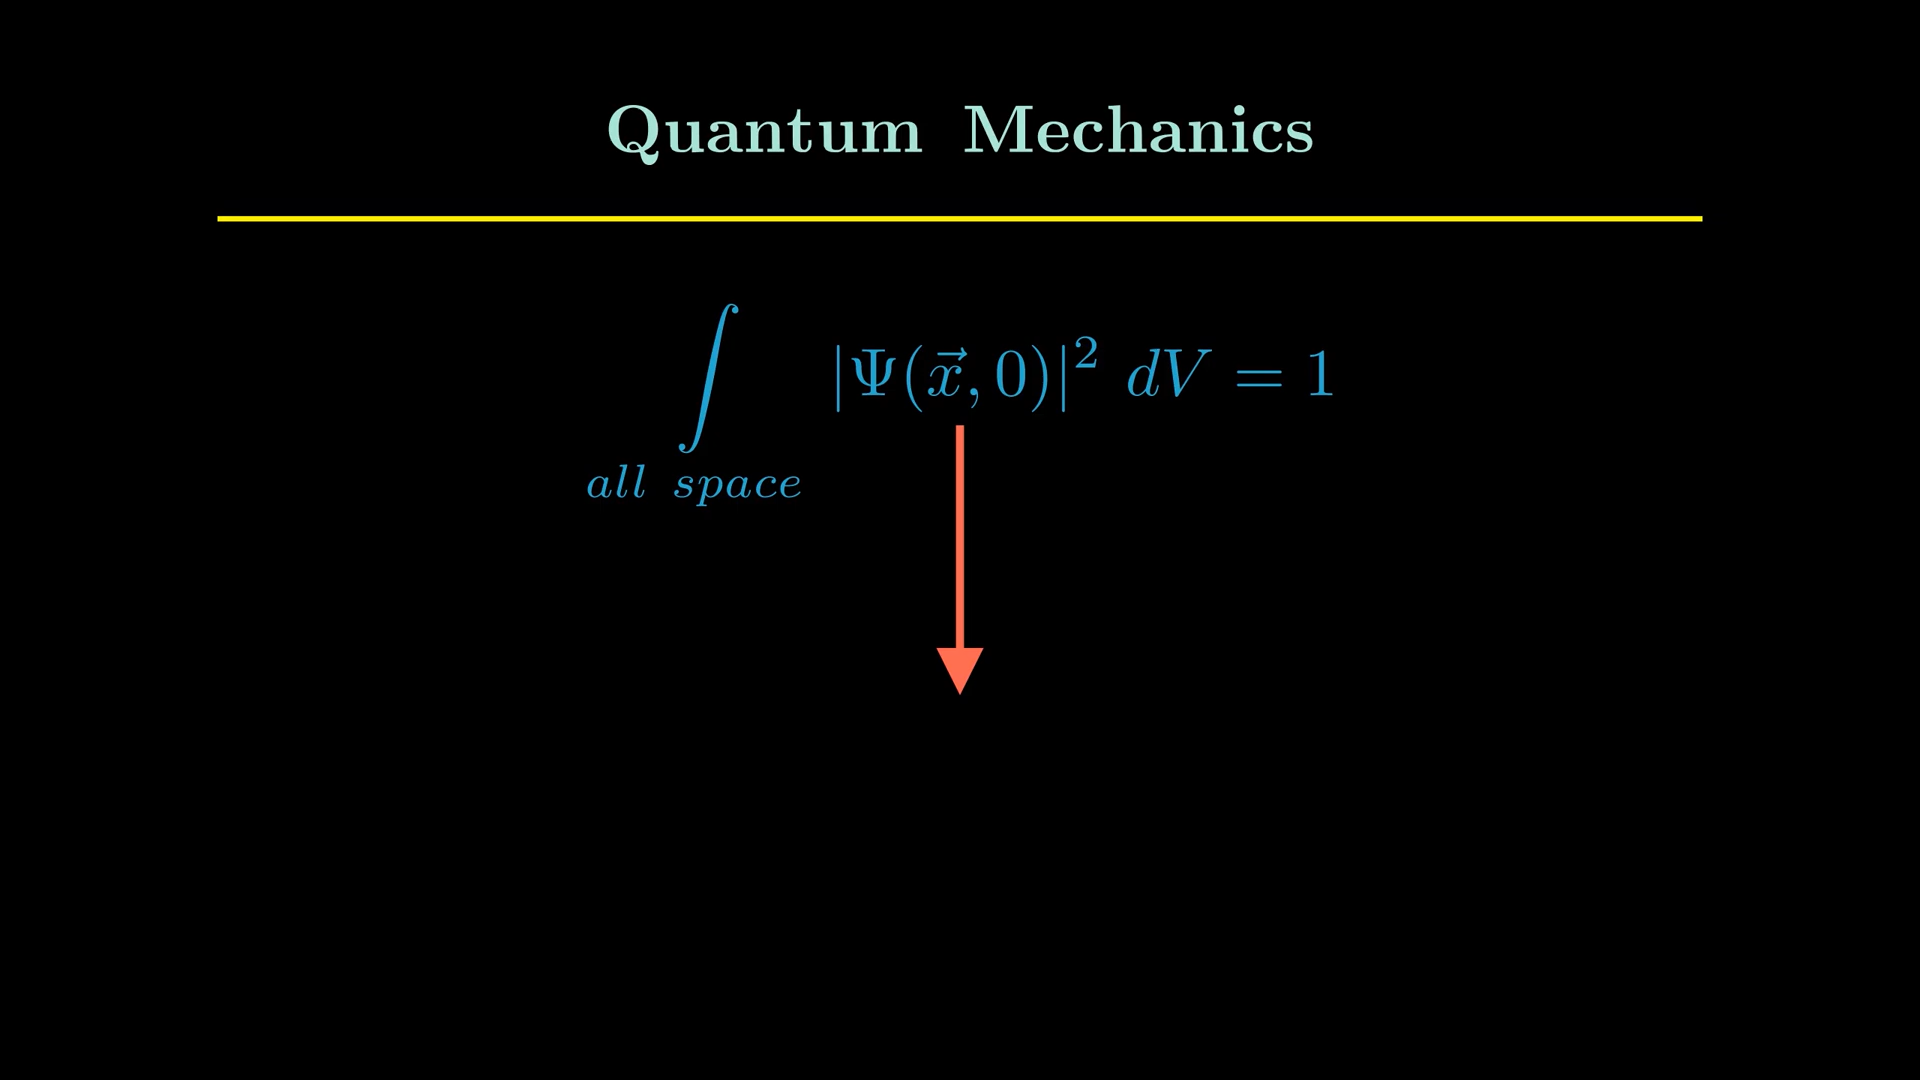 Quantum Mechanics
∫ |Ψ(x⃗, 0)|² dV = 1
all space